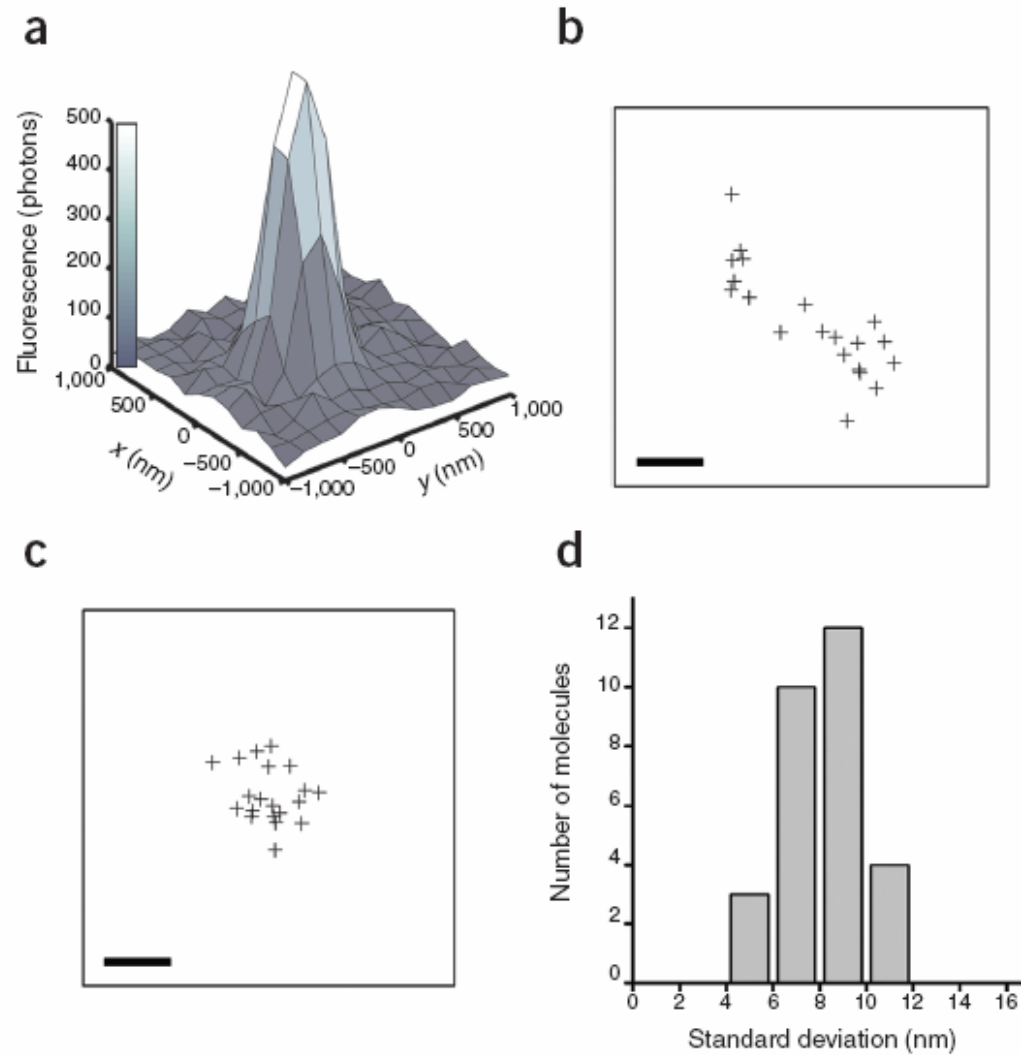 a
Fluorescence (photons)
500
400
300
200
100
0
1,000
500
0
−500
−1,000
x (nm)
−1,000
−500
0
500
1,000
y (nm)
b
c
d
Number of molecules
12
10
8
6
4
2
0
0 2 4 6 8 10 12 14 16
Standard deviation (nm)